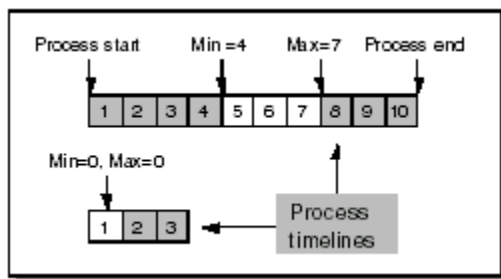 Process start Min =4 Max=7 Process end
1 2 3 4 5 6 7 8 9 10
Min=0, Max=0
1 2 3
Process
timelines